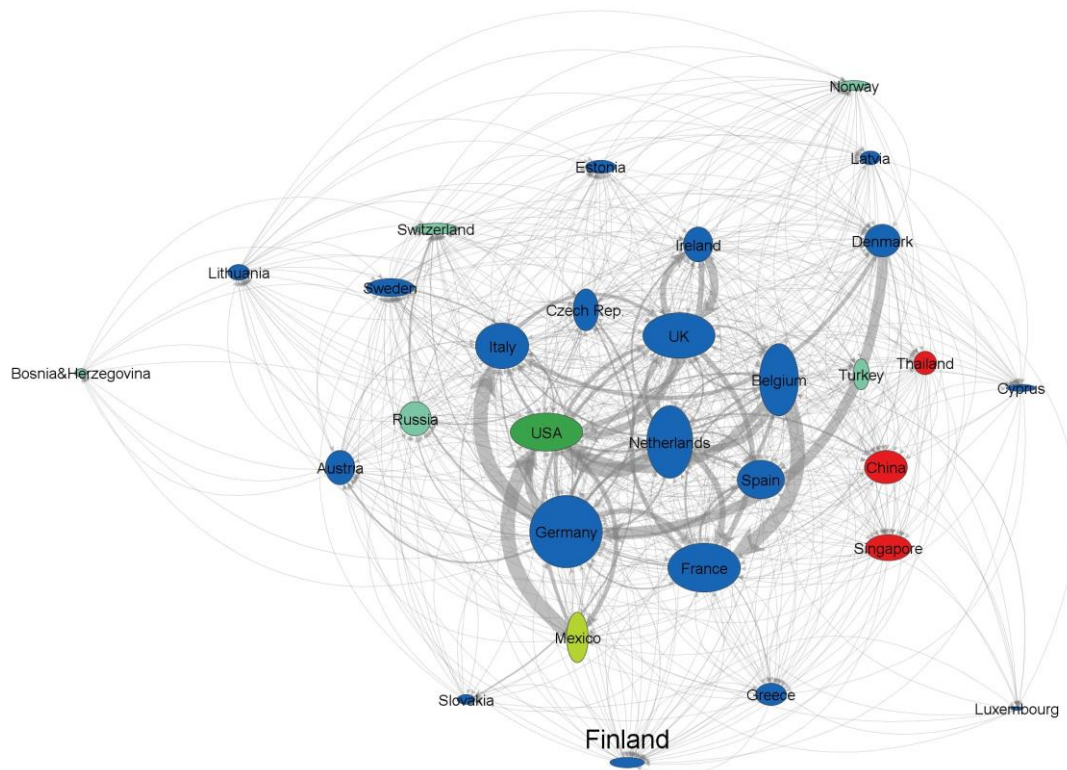 Norway
Latvia
Estonia
Switzerland
Ireland
Denmark
Lithuania
Sweden
Czech Rep.
UK
Italy
Thailand
Bosnia&Herzegovina
Turkey
Belgium
Cyprus
Russia
USA
Netherlands
Austria
China
Spain
Germany
Singapore
France
Mexico
Slovakia
Greece
Luxembourg
Finland